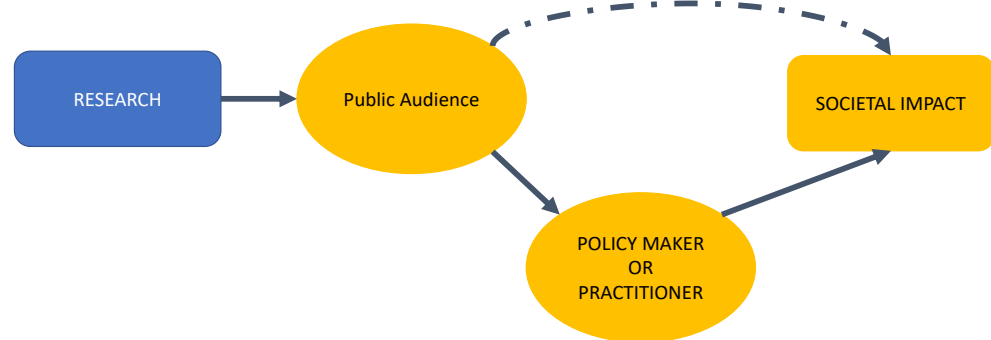 RESEARCH
Public Audience
SOCIETAL IMPACT
POLICY MAKER
OR
PRACTITIONER